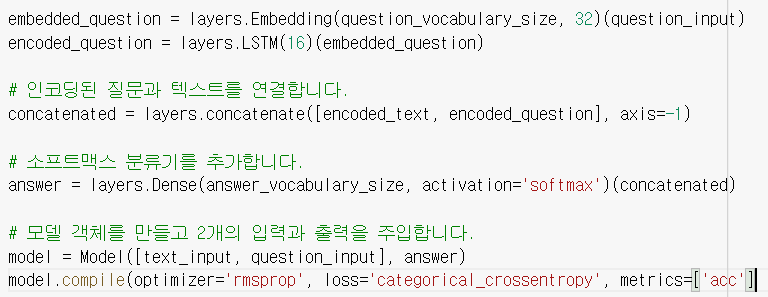 embedded_question = layers.Embedding(question_vocabulary_size, 32)(question_input)
encoded_question = layers.LSTM(16)(embedded_question)
# 인코딩된 질문과 텍스트를 연결합니다.
concatenated = layers.concatenate([encoded_text, encoded_question], axis=-1)
# 소프트맥스 분류기를 추가합니다.
answer = layers.Dense(answer_vocabulary_size, activation='softmax')(concatenated)
# 모델 객체를 만들고 2개의 입력과 출력을 주입합니다.
model = Model([text_input, question_input], answer)
model.compile(optimizer='rmsprop', loss='categorical_crossentropy', metrics=['acc']